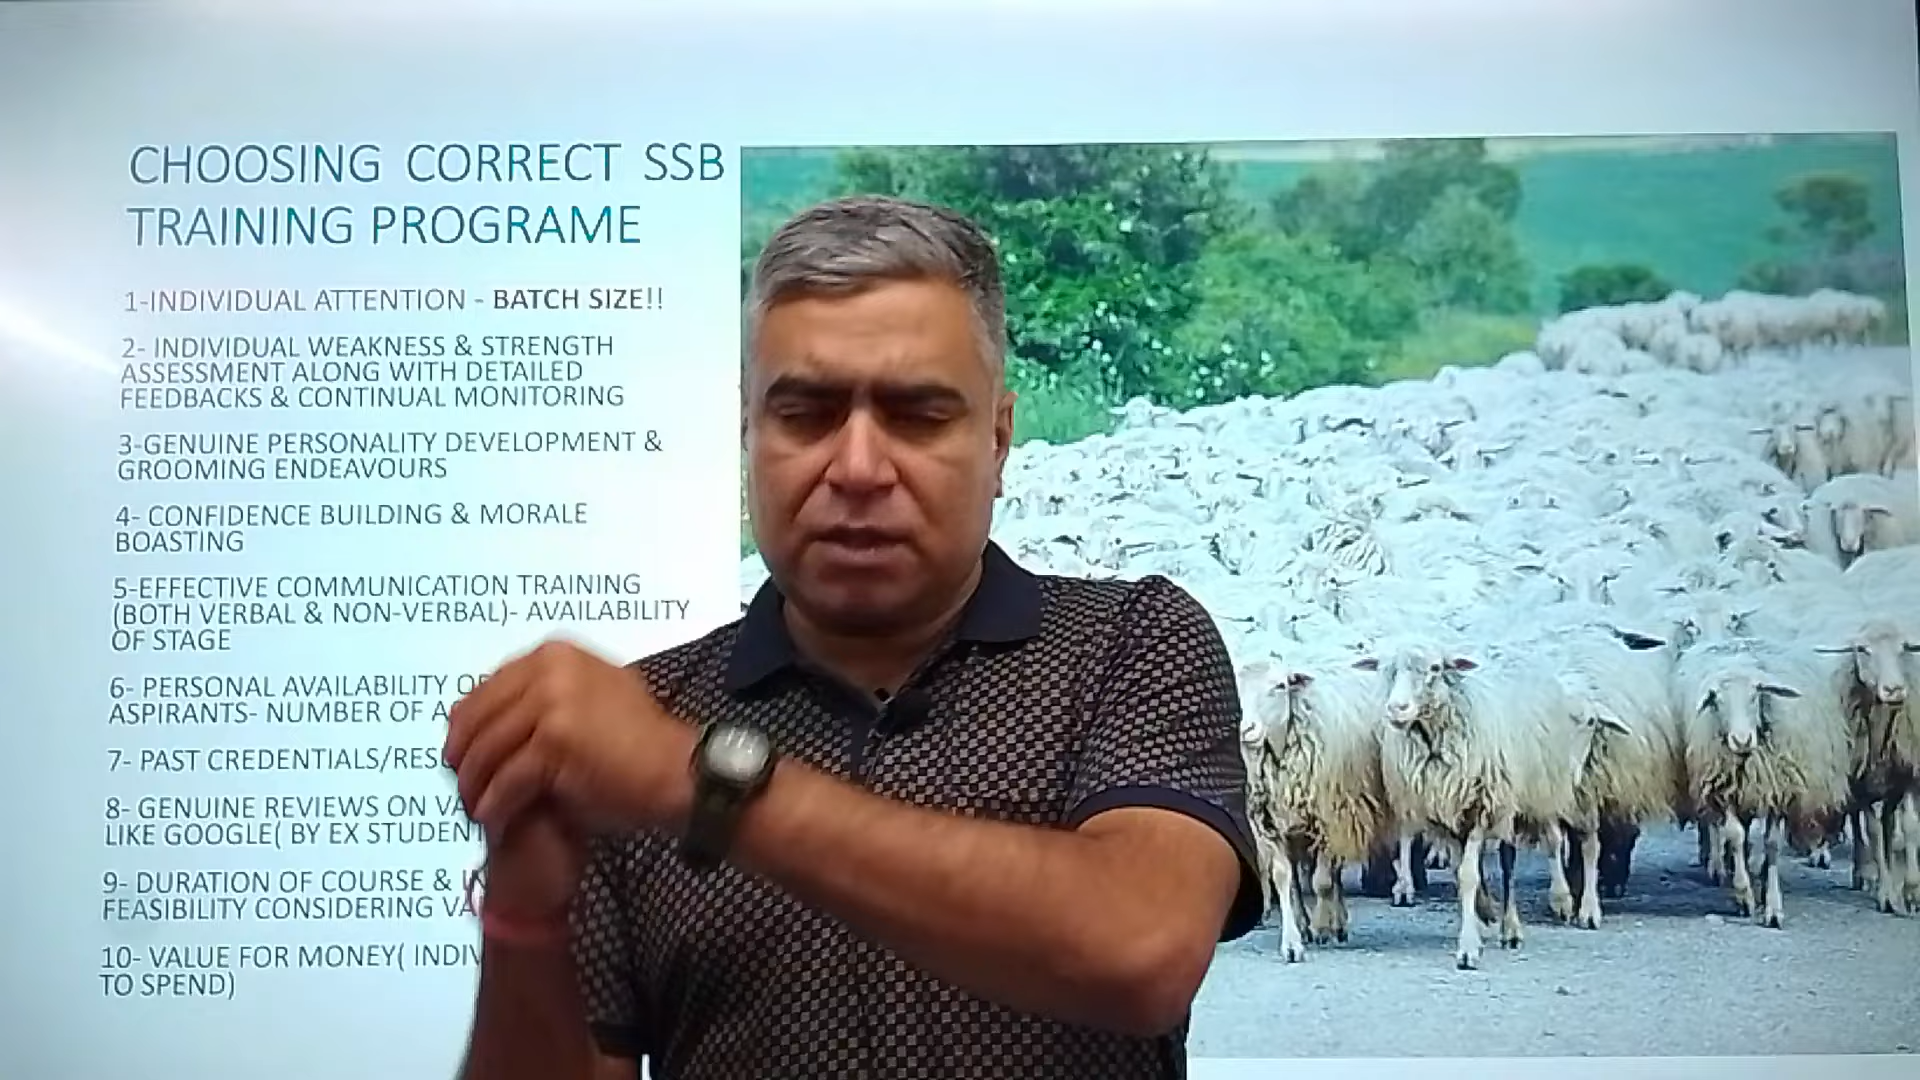 CHOOSING CORRECT SSB
TRAINING PROGRAME
1-INDIVIDUAL ATTENTION - BATCH SIZE!!
2- INDIVIDUAL WEAKNESS & STRENGTH
ASSESSMENT ALONG WITH DETAILED
FEEDBACKS & CONTINUAL MONITORING
3-GENUINE PERSONALITY DEVELOPMENT &
GROOMING ENDEAVOURS
4- CONFIDENCE BUILDING & MORALE
BOASTING
5-EFFECTIVE COMMUNICATION TRAINING
(BOTH VERBAL & NON-VERBAL)- AVAILABILITY
OF STAGE
6- PERSONAL AVAILABILITY
ASPIRANTS- NUMBER OF
7- PAST CREDENTIALS/
8- GENUINE REVIEWS ON
LIKE GOOGLE( BY EX
9- DURATION OF COURSE &
FEASIBILITY CONSIDERING
10- VALUE FOR MONEY(
TO SPEND)